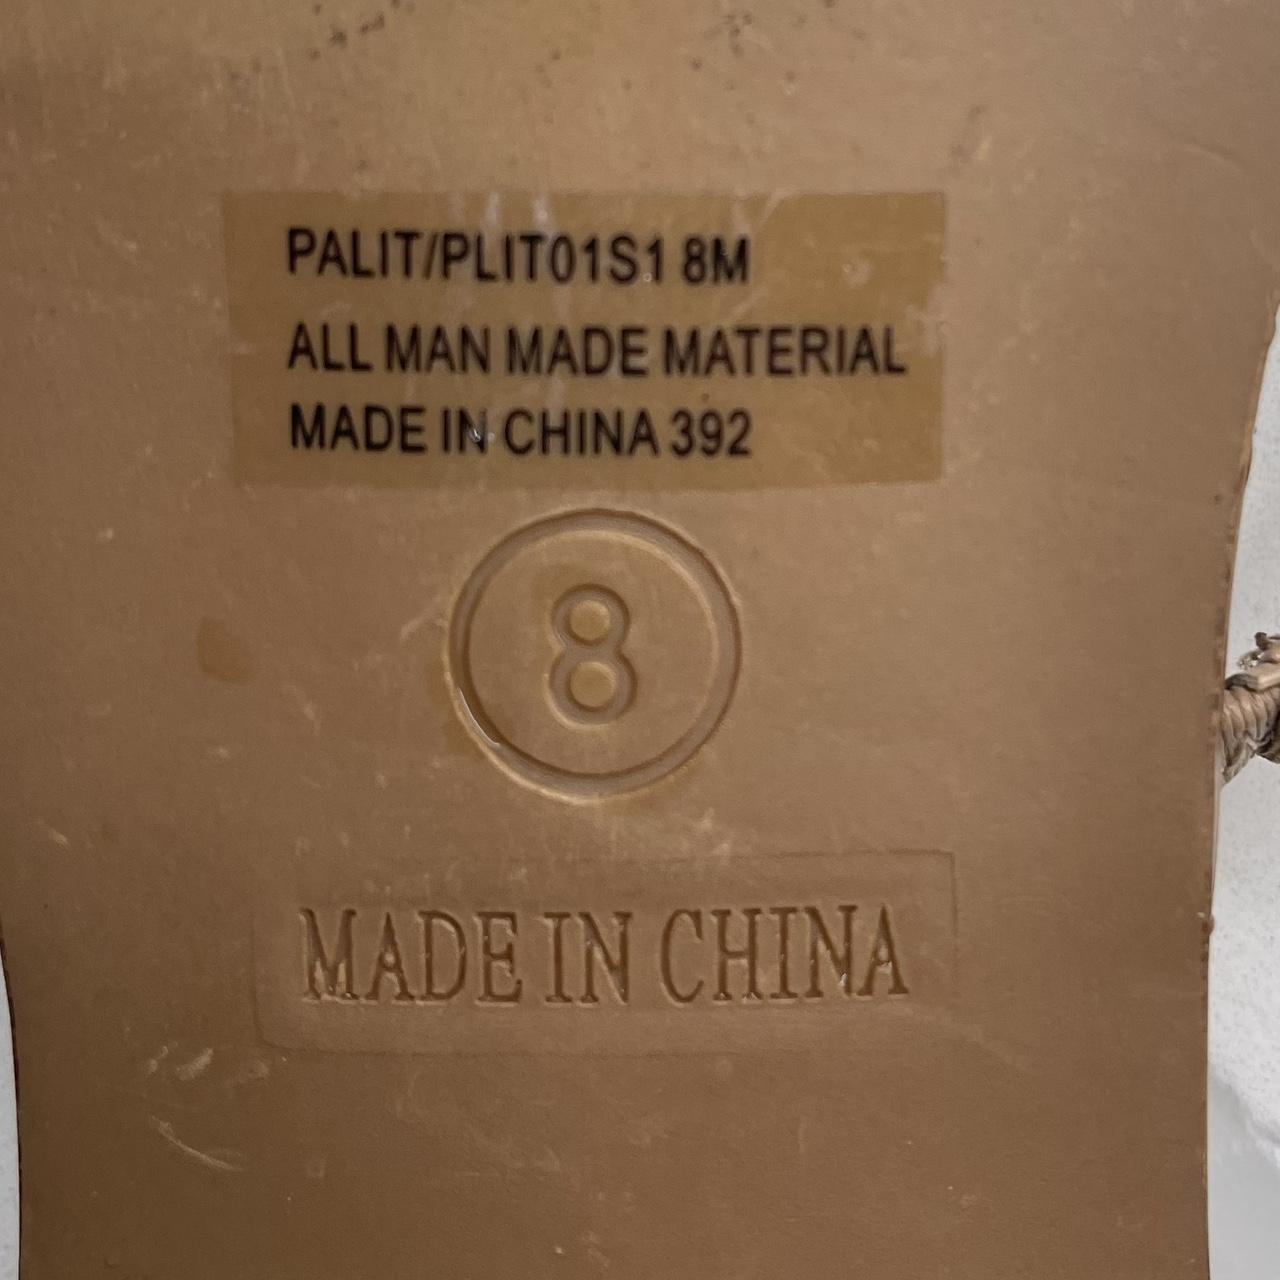 PALIT/PLIT01S1 8M
ALL MAN MADE MATERIAL
MADE IN CHINA 392
8
MADE IN CHINA